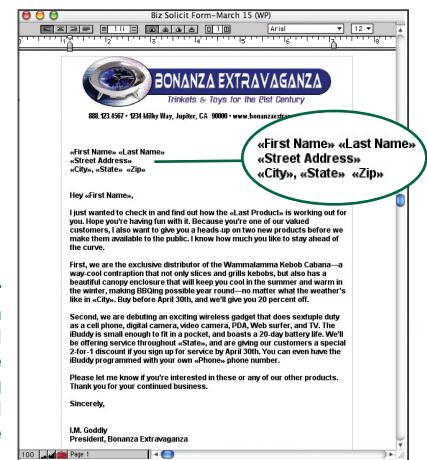 Biz Solicit Form–March 15 (WP)
Arial
12
BONANZA EXTRAVAGANZA
Trinkets & Toys for the 21st Century
888.123.4567 • 1234 Milky Way, Jupiter, CA 90000 • www.bonanzaextra
«First Name» «Last Name»
«Street Address»
«City», «State» «Zip»
«First Name» «Last Name»
«Street Address»
«City», «State» «Zip»
Hey «First Name»,
I just wanted to check in and find out how the «Last Product» is working out for
you. Hope you're having fun with it. Because you're one of our valued
customers, I also want to give you a heads-up on two new products before we
make them available to the public. I know how much you like to stay ahead of
the curve.
First, we are the exclusive distributor of the Wammalamma Kebob Cabana—a
way-cool contraption that not only slices and grills kebobs, but also has a
beautiful canopy enclosure that will keep you cool in the summer and warm in
the winter, making BBQing possible year round—no matter what the weather's
like in «City». Buy before April 30th, and we'll give you 20 percent off.
Second, we are debuting an exciting wireless gadget that does sextuple duty
as a cell phone, digital camera, video camera, PDA, Web surfer, and TV. The
iBuddy is small enough to fit in a pocket, and boasts a 20-day battery life. We'll
be offering service throughout «State», and are giving our customers a special
2-for-1 discount if you sign up for service by April 30th. You can even have the
iBuddy programmed with your own «Phone» phone number.
Please let me know if you're interested in these or any of our other products.
Thank you for your continued business.
Sincerely,
I.M. Goddly
President, Bonanza Extravaganza
100
Page 1